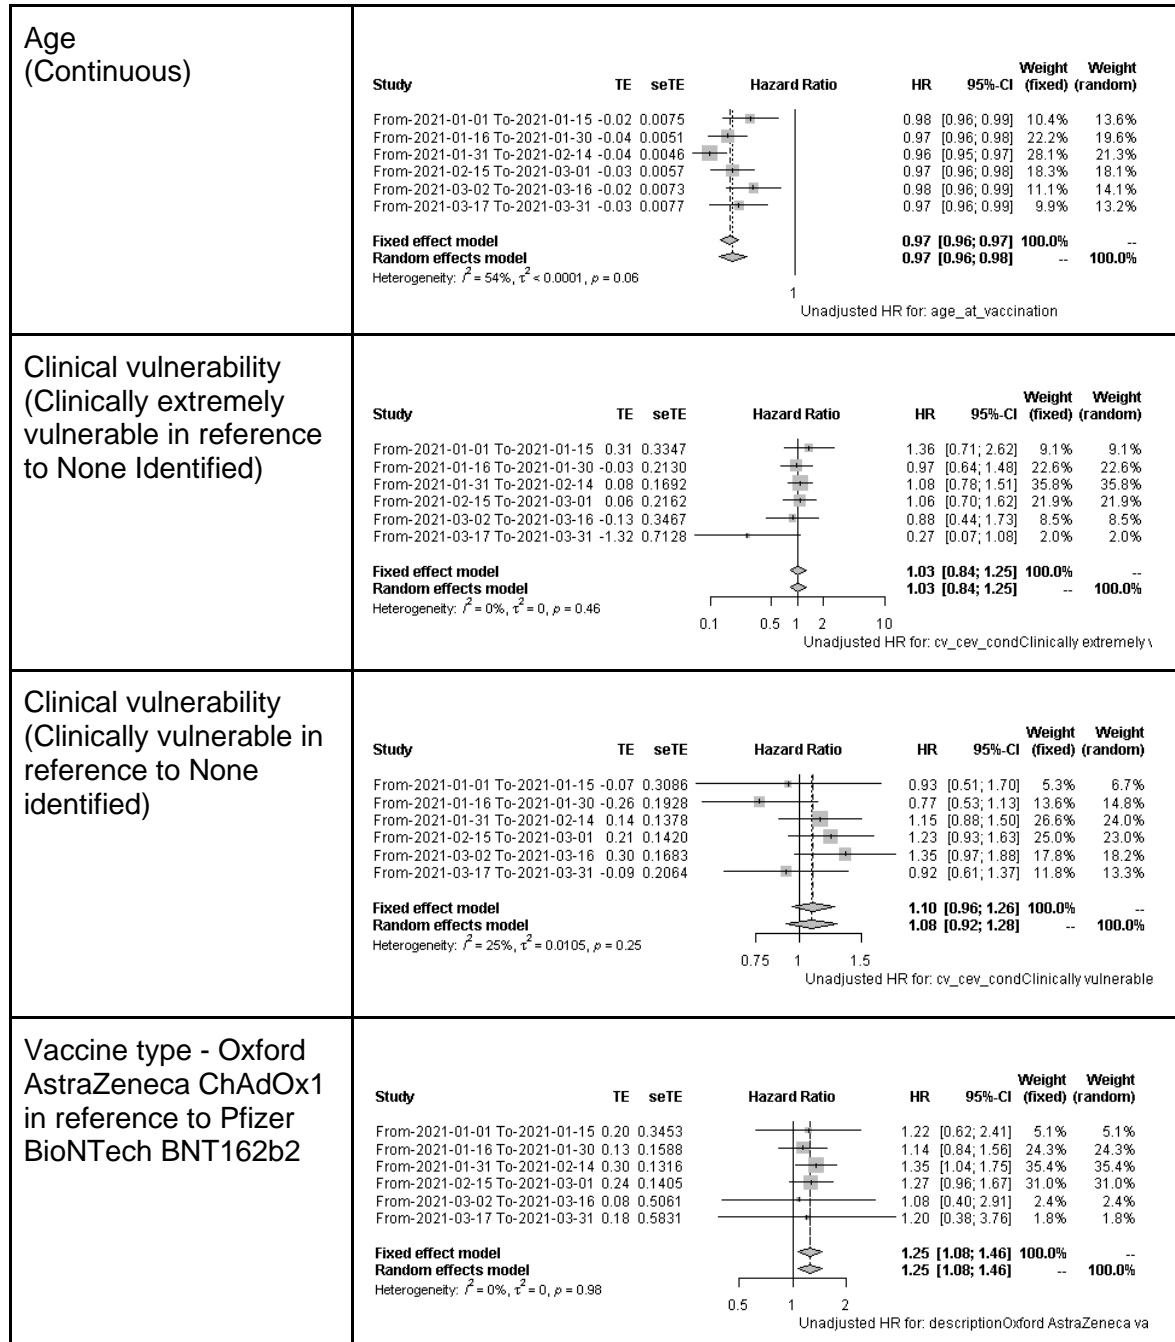 Age
(Continuous)
Weight Weight
Study TE seTE Hazard Ratio HR 95%-CI (fixed) (random)
From-2021-01-01 To-2021-01-15 -0.02 0.0075 0.98 [0.96; 0.99] 10.4% 13.6%
From-2021-01-16 To-2021-01-30 -0.04 0.0051 0.97 [0.96; 0.98] 22.2% 19.6%
From-2021-01-31 To-2021-02-14 -0.04 0.0046 0.96 [0.95; 0.97] 28.1% 21.3%
From-2021-02-15 To-2021-03-01 -0.03 0.0057 0.97 [0.96; 0.98] 18.3% 18.1%
From-2021-03-02 To-2021-03-16 -0.02 0.0073 0.98 [0.96; 0.99] 11.1% 14.1%
From-2021-03-17 To-2021-03-31 -0.03 0.0077 0.97 [0.96; 0.99] 9.9% 13.2%
Fixed effect model 0.97 [0.96; 0.97] 100.0% --
Random effects model 0.97 [0.96; 0.98] -- 100.0%
Heterogeneity: I² = 54%, τ² < 0.0001, p = 0.06
1
Unadjusted HR for: age_at_vaccination
Clinical vulnerability
(Clinically extremely
vulnerable in reference
to None Identified)
Weight Weight
Study TE seTE Hazard Ratio HR 95%-CI (fixed) (random)
From-2021-01-01 To-2021-01-15 0.31 0.3347 1.36 [0.71; 2.62] 9.1% 9.1%
From-2021-01-16 To-2021-01-30 -0.03 0.2130 0.97 [0.64; 1.48] 22.6% 22.6%
From-2021-01-31 To-2021-02-14 0.08 0.1692 1.08 [0.78; 1.51] 35.8% 35.8%
From-2021-02-15 To-2021-03-01 0.06 0.2162 1.06 [0.70; 1.62] 21.9% 21.9%
From-2021-03-02 To-2021-03-16 -0.13 0.3467 0.88 [0.44; 1.73] 8.5% 8.5%
From-2021-03-17 To-2021-03-31 -1.32 0.7128 0.27 [0.07; 1.08] 2.0% 2.0%
Fixed effect model 1.03 [0.84; 1.25] 100.0% --
Random effects model 1.03 [0.84; 1.25] -- 100.0%
Heterogeneity: I² = 0%, τ² = 0, p = 0.46
0.1 0.5 1 2 10
Unadjusted HR for: cv_cev_condClinically extremely v
Clinical vulnerability
(Clinically vulnerable in
reference to None
identified)
Weight Weight
Study TE seTE Hazard Ratio HR 95%-CI (fixed) (random)
From-2021-01-01 To-2021-01-15 -0.07 0.3086 0.93 [0.51; 1.70] 5.3% 6.7%
From-2021-01-16 To-2021-01-30 -0.26 0.1928 0.77 [0.53; 1.13] 13.6% 14.8%
From-2021-01-31 To-2021-02-14 0.14 0.1378 1.15 [0.88; 1.50] 26.6% 24.0%
From-2021-02-15 To-2021-03-01 0.21 0.1420 1.23 [0.93; 1.63] 25.0% 23.0%
From-2021-03-02 To-2021-03-16 0.30 0.1683 1.35 [0.97; 1.88] 17.8% 18.2%
From-2021-03-17 To-2021-03-31 -0.09 0.2064 0.92 [0.61; 1.37] 11.8% 13.3%
Fixed effect model 1.10 [0.96; 1.26] 100.0% --
Random effects model 1.08 [0.92; 1.28] -- 100.0%
Heterogeneity: I² = 25%, τ² = 0.0105, p = 0.25
0.75 1 1.5
Unadjusted HR for: cv_cev_condClinically vulnerable
Vaccine type - Oxford
AstraZeneca ChAdOx1
in reference to Pfizer
BioNTech BNT162b2
Weight Weight
Study TE seTE Hazard Ratio HR 95%-CI (fixed) (random)
From-2021-01-01 To-2021-01-15 0.20 0.3453 1.22 [0.62; 2.41] 5.1% 5.1%
From-2021-01-16 To-2021-01-30 0.13 0.1588 1.14 [0.84; 1.56] 24.3% 24.3%
From-2021-01-31 To-2021-02-14 0.30 0.1316 1.35 [1.04; 1.75] 35.4% 35.4%
From-2021-02-15 To-2021-03-01 0.24 0.1405 1.27 [0.96; 1.67] 31.0% 31.0%
From-2021-03-02 To-2021-03-16 0.08 0.5061 1.08 [0.40; 2.91] 2.4% 2.4%
From-2021-03-17 To-2021-03-31 0.18 0.5831 1.20 [0.38; 3.76] 1.8% 1.8%
Fixed effect model 1.25 [1.08; 1.46] 100.0% --
Random effects model 1.25 [1.08; 1.46] -- 100.0%
Heterogeneity: I² = 0%, τ² = 0, p = 0.98
0.5 1 2
Unadjusted HR for: descriptionOxford AstraZeneca va